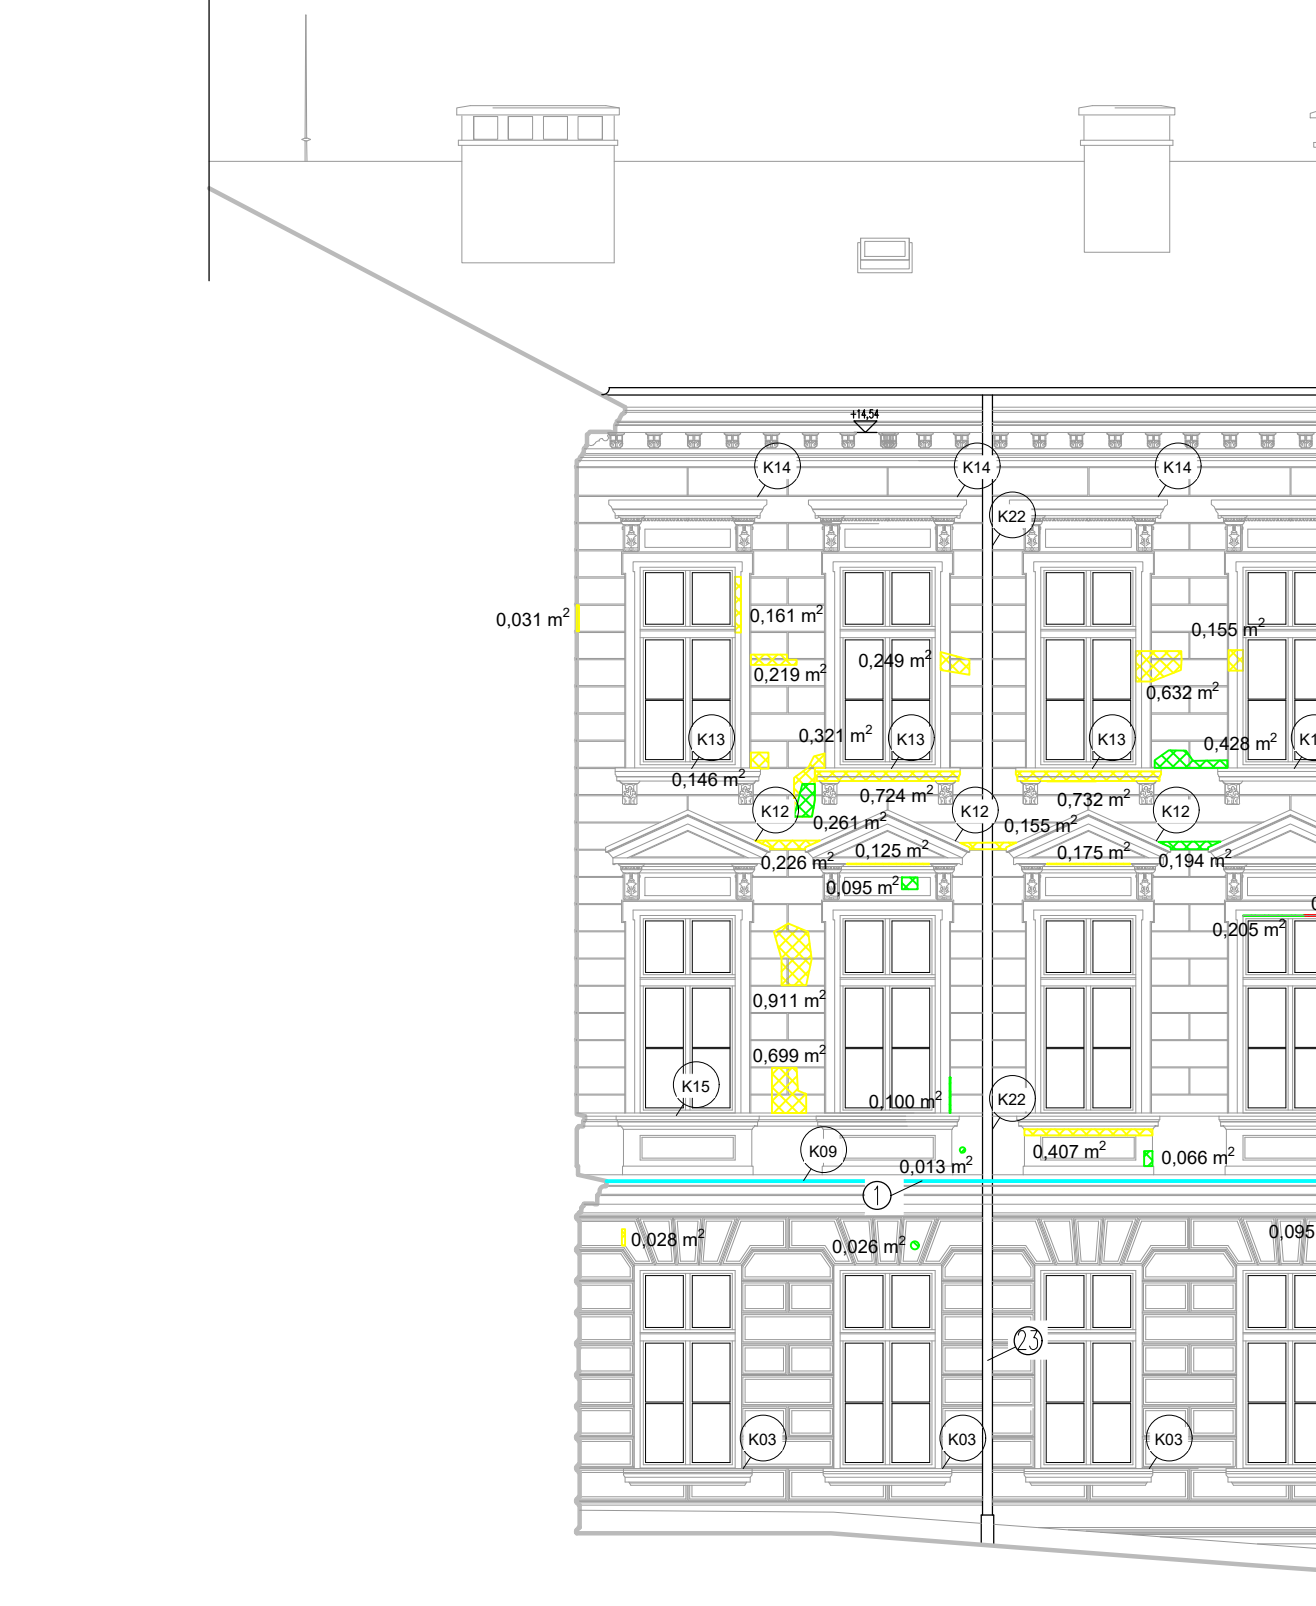 +14,54
K14
K14
K14
K22
0,031 m²
0,161 m²
0,155 m²
0,249 m²
0,219 m²
0,632 m²
0,321 m²
K13
K13
K13
0,428 m²
0,146 m²
0,724 m²
0,732 m²
K12
K12
K12
0,261 m²
0,155 m²
0,226 m²
0,125 m²
0,175 m²
0,194 m²
0,095 m²
0,205 m²
0,911 m²
0,699 m²
K15
0,100 m²
K22
K09
0,407 m²
0,066 m²
0,013 m²
1
0,028 m²
0,026 m²
0,095
23
K03
K03
K03